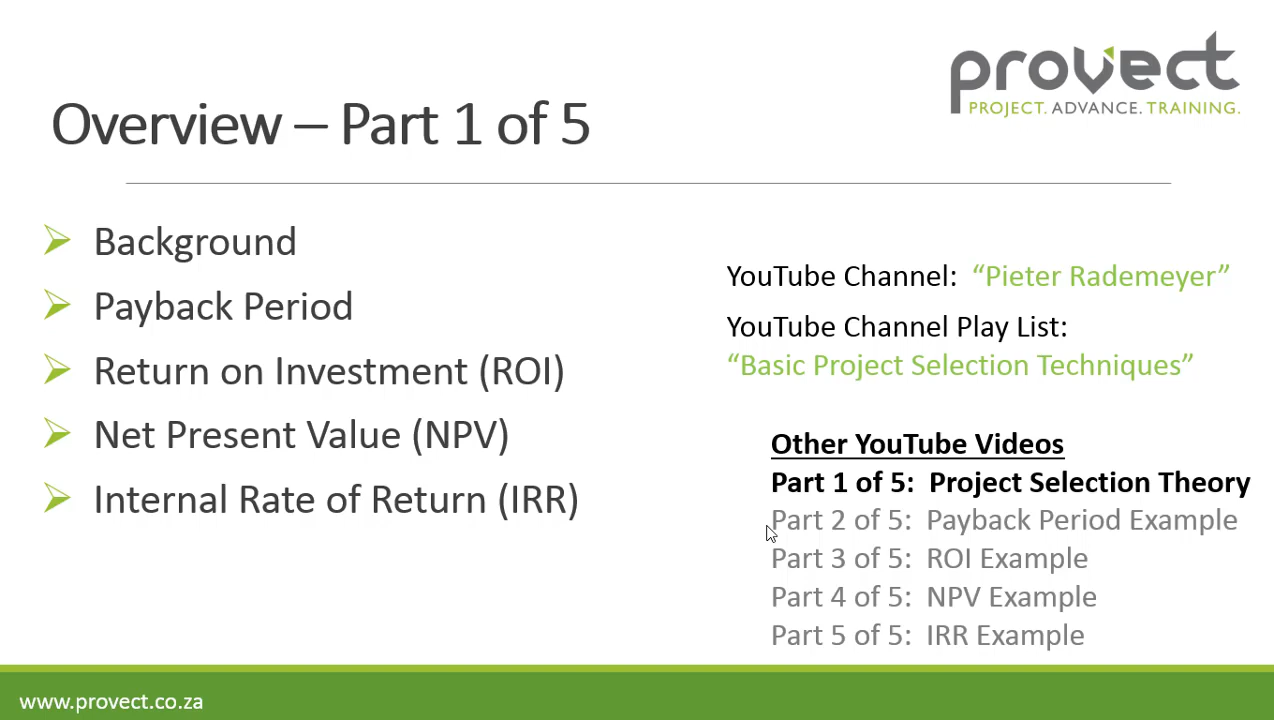 provect
PROJECT. ADVANCE. TRAINING.
Overview – Part 1 of 5
Background
Payback Period
Return on Investment (ROI)
Net Present Value (NPV)
Internal Rate of Return (IRR)
YouTube Channel: “Pieter Rademeyer”
YouTube Channel Play List:
“Basic Project Selection Techniques”
Other YouTube Videos
Part 1 of 5: Project Selection Theory
Part 2 of 5: Payback Period Example
Part 3 of 5: ROI Example
Part 4 of 5: NPV Example
Part 5 of 5: IRR Example
www.provect.co.za